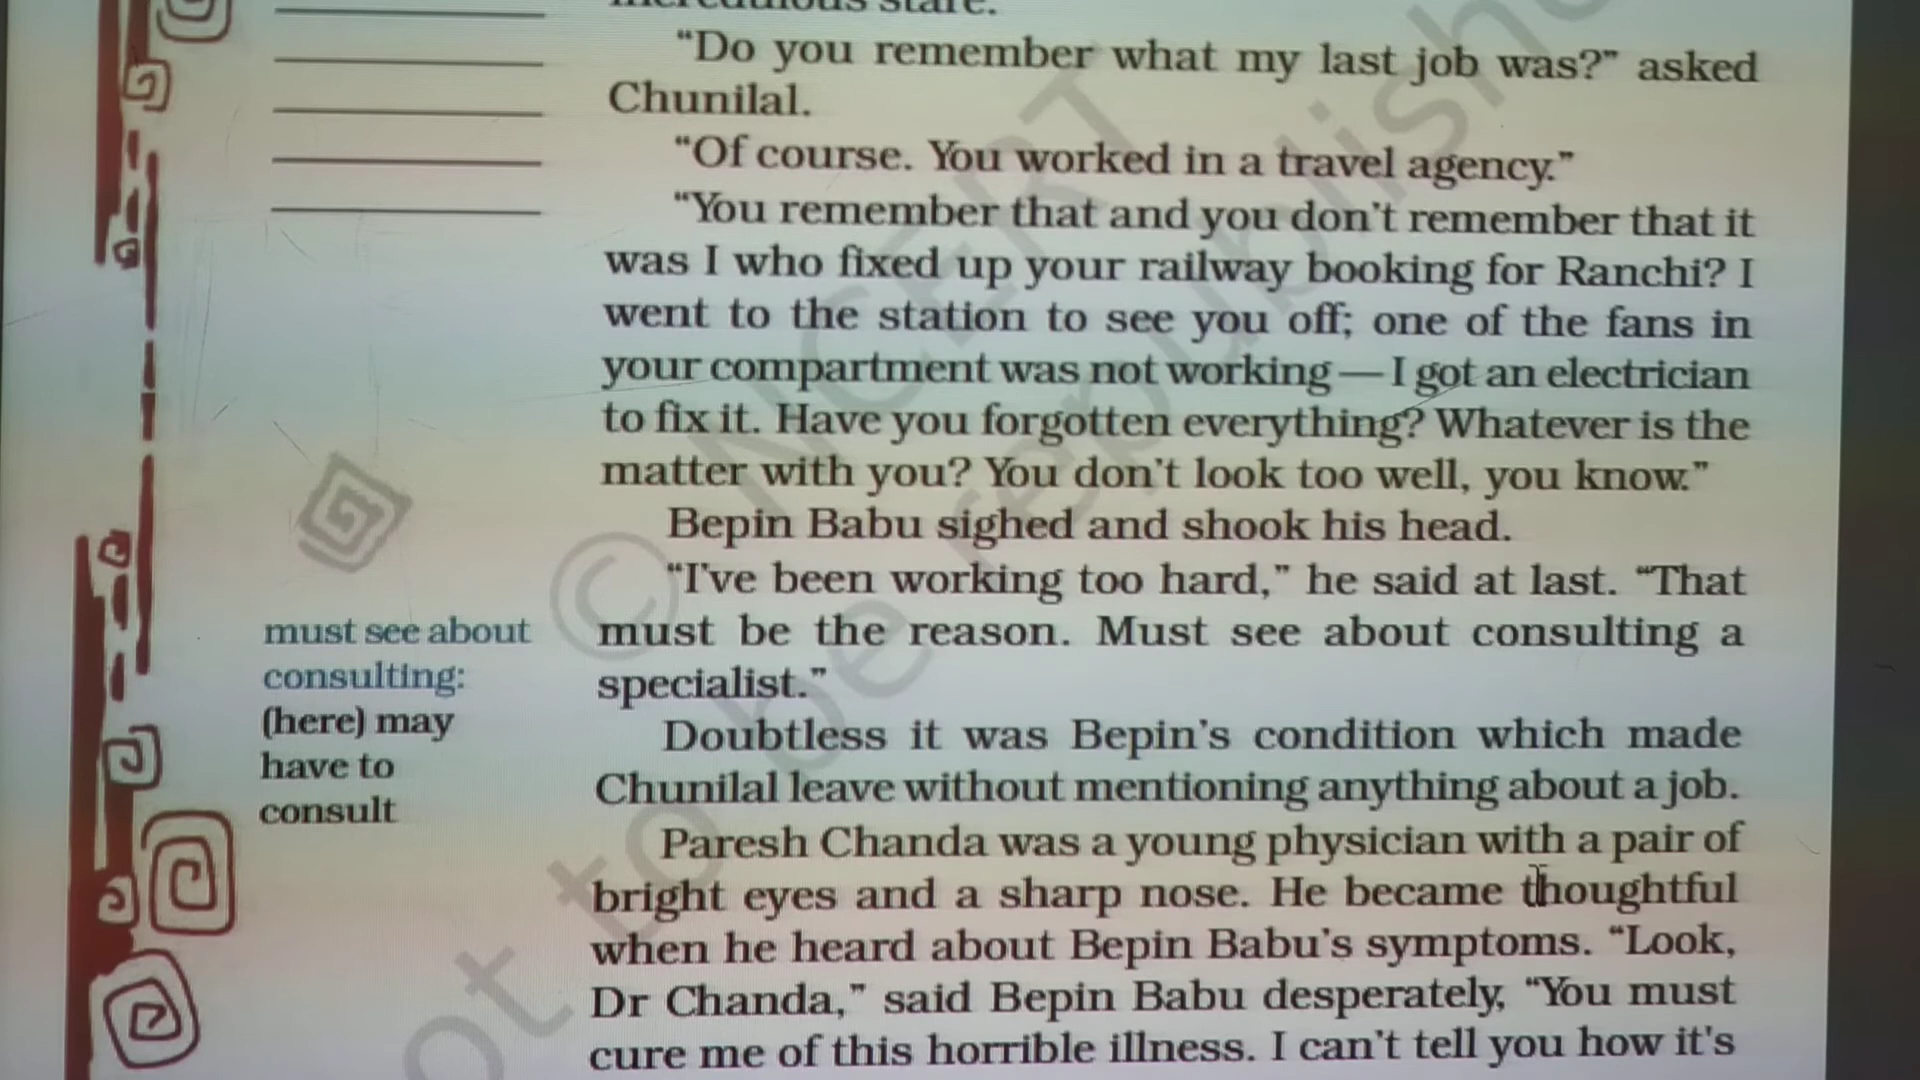 incredulous stare.
“Do you remember what my last job was?” asked
Chunilal.
“Of course. You worked in a travel agency.”
“You remember that and you don’t remember that it
was I who fixed up your railway booking for Ranchi? I
went to the station to see you off; one of the fans in
your compartment was not working — I got an electrician
to fix it. Have you forgotten everything? Whatever is the
matter with you? You don’t look too well, you know.”
Bepin Babu sighed and shook his head.
“I’ve been working too hard,” he said at last. “That
must be the reason. Must see about consulting a
specialist.”
Doubtless it was Bepin’s condition which made
Chunilal leave without mentioning anything about a job.
Paresh Chanda was a young physician with a pair of
bright eyes and a sharp nose. He became thoughtful
when he heard about Bepin Babu’s symptoms. “Look,
Dr Chanda,” said Bepin Babu desperately, “You must
cure me of this horrible illness. I can’t tell you how it's
must see about
consulting:
(here) may
have to
consult
© NCERT
not to be republished